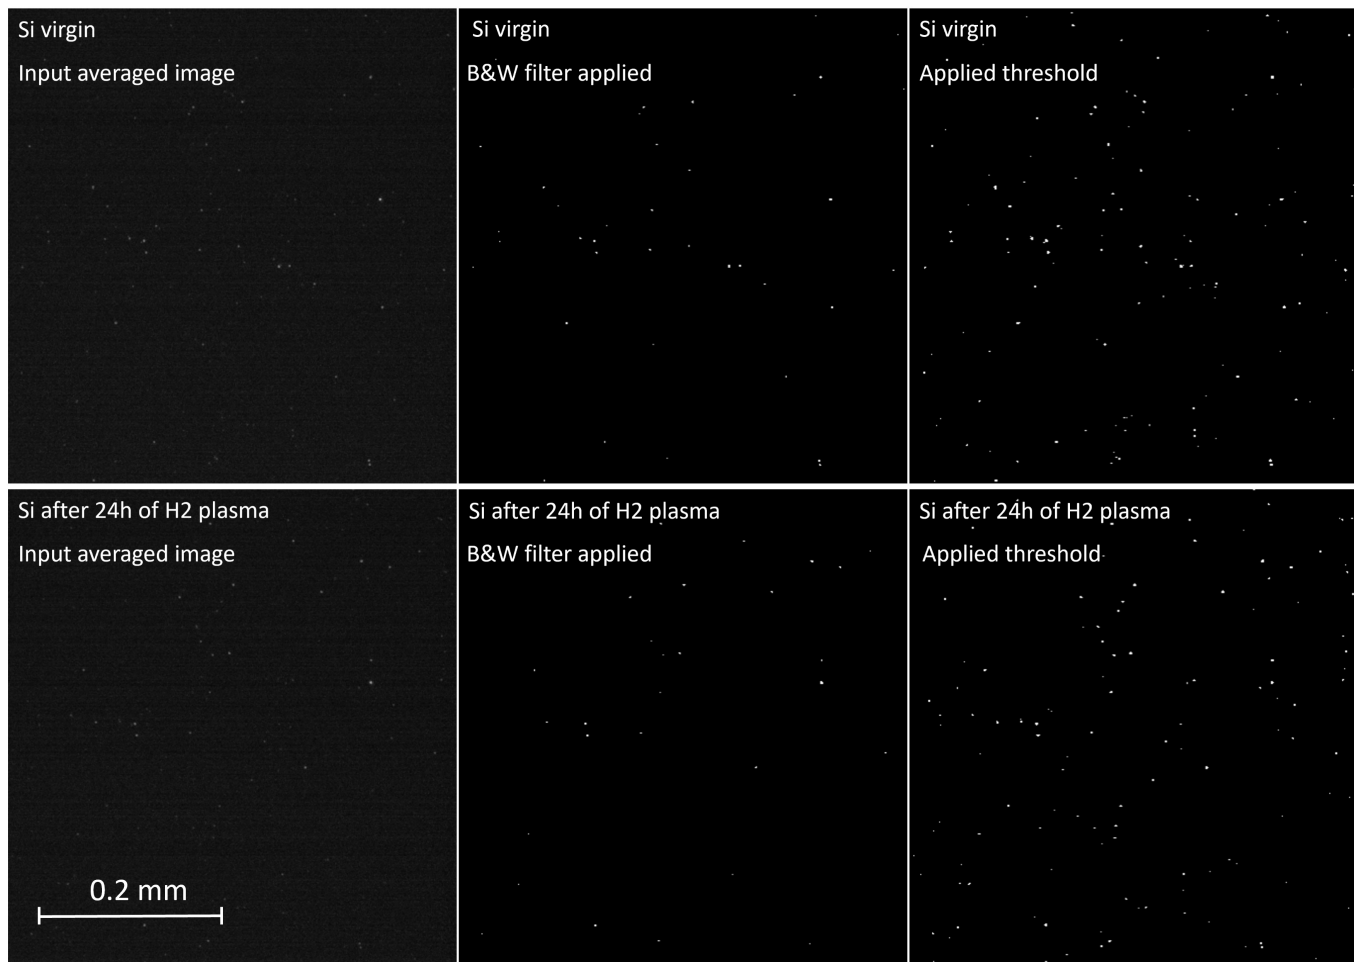 Si virgin
Input averaged image
Si virgin
B&W filter applied
Si virgin
Applied threshold
Si after 24h of H2 plasma
Input averaged image
0.2 mm
Si after 24h of H2 plasma
B&W filter applied
Si after 24h of H2 plasma
Applied threshold